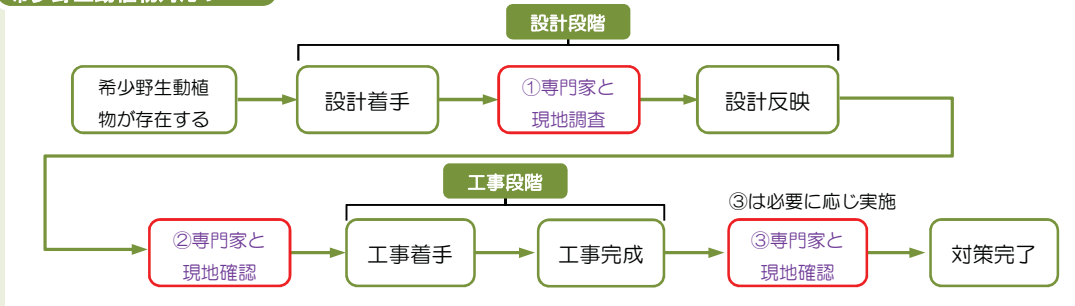 設計段階
希少野生動植
物が存在する
設計着手
①専門家と
現地調査
設計反映
工事段階
③は必要に応じ実施
②専門家と
現地確認
工事着手
工事完成
③専門家と
現地確認
対策完了